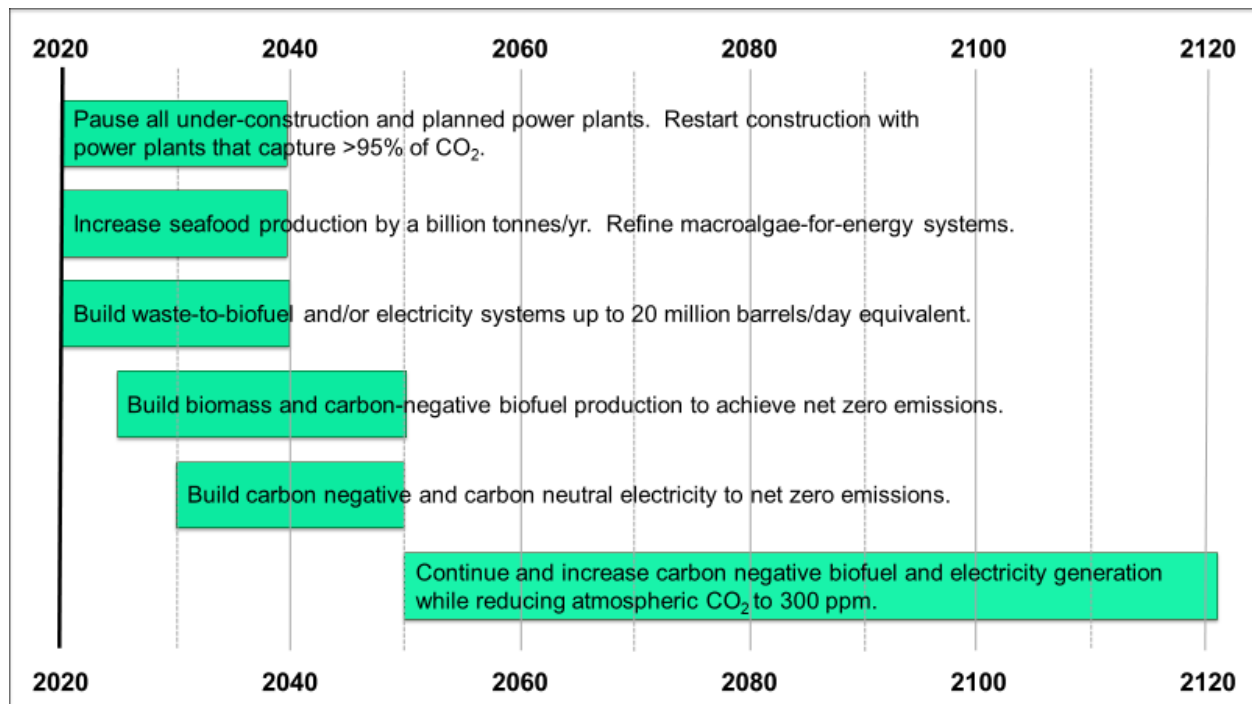 2020 2040 2060 2080 2100 2120
Pause all under-construction and planned power plants.  Restart construction with
power plants that capture >95% of CO₂.
Increase seafood production by a billion tonnes/yr.  Refine macroalgae-for-energy systems.
Build waste-to-biofuel and/or electricity systems up to 20 million barrels/day equivalent.
Build biomass and carbon-negative biofuel production to achieve net zero emissions.
Build carbon negative and carbon neutral electricity to net zero emissions.
Continue and increase carbon negative biofuel and electricity generation
while reducing atmospheric CO₂ to 300 ppm.
2020 2040 2060 2080 2100 2120